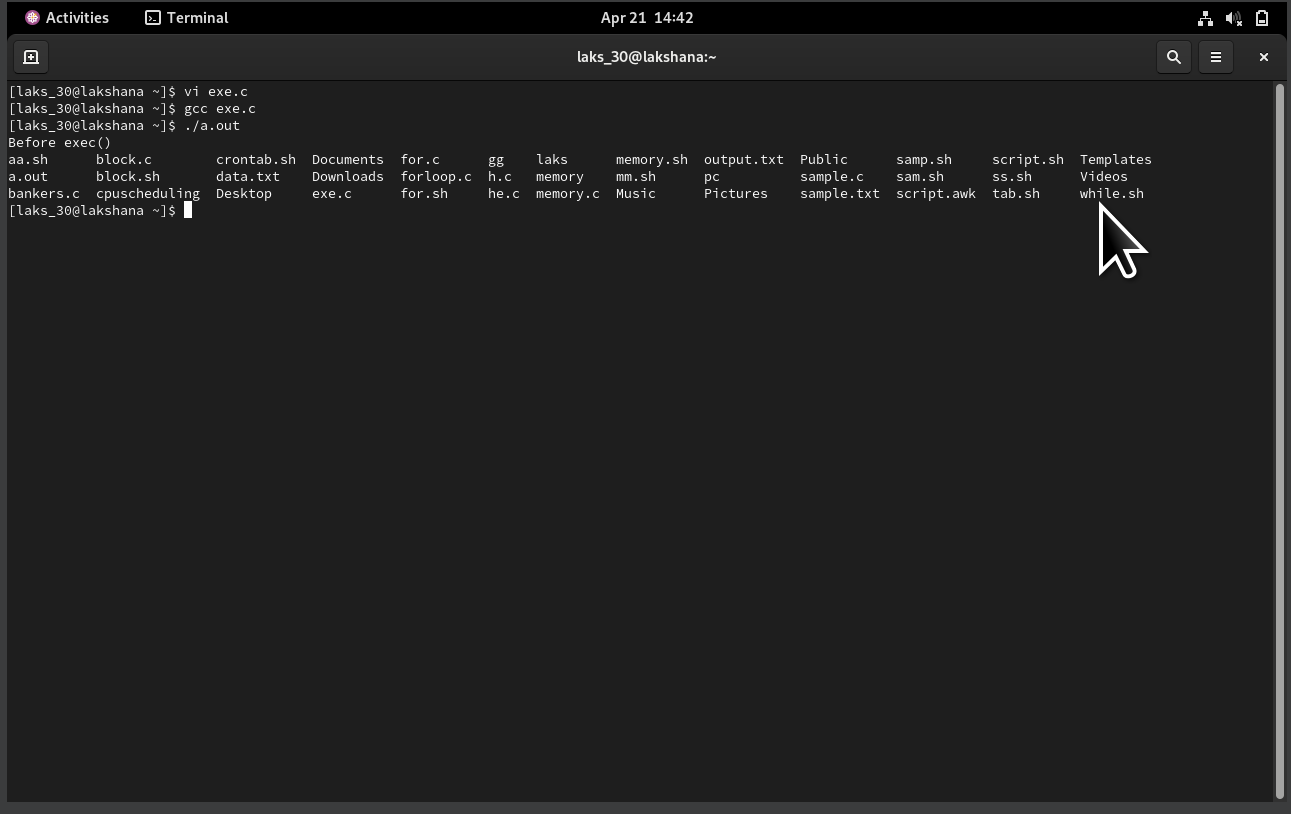 Activities Terminal Apr 21 14:42
laks_30@lakshana:~
[laks_30@lakshana ~]$ vi exe.c
[laks_30@lakshana ~]$ gcc exe.c
[laks_30@lakshana ~]$ ./a.out
Before exec()
aa.sh block.c crontab.sh Documents for.c gg laks memory.sh output.txt Public samp.sh script.sh Templates
a.out block.sh data.txt Downloads forloop.c h.c memory mm.sh pc sample.c sam.sh ss.sh Videos
bankers.c cpuscheduling Desktop exe.c for.sh he.c memory.c Music Pictures sample.txt script.awk tab.sh while.sh
[laks_30@lakshana ~]$